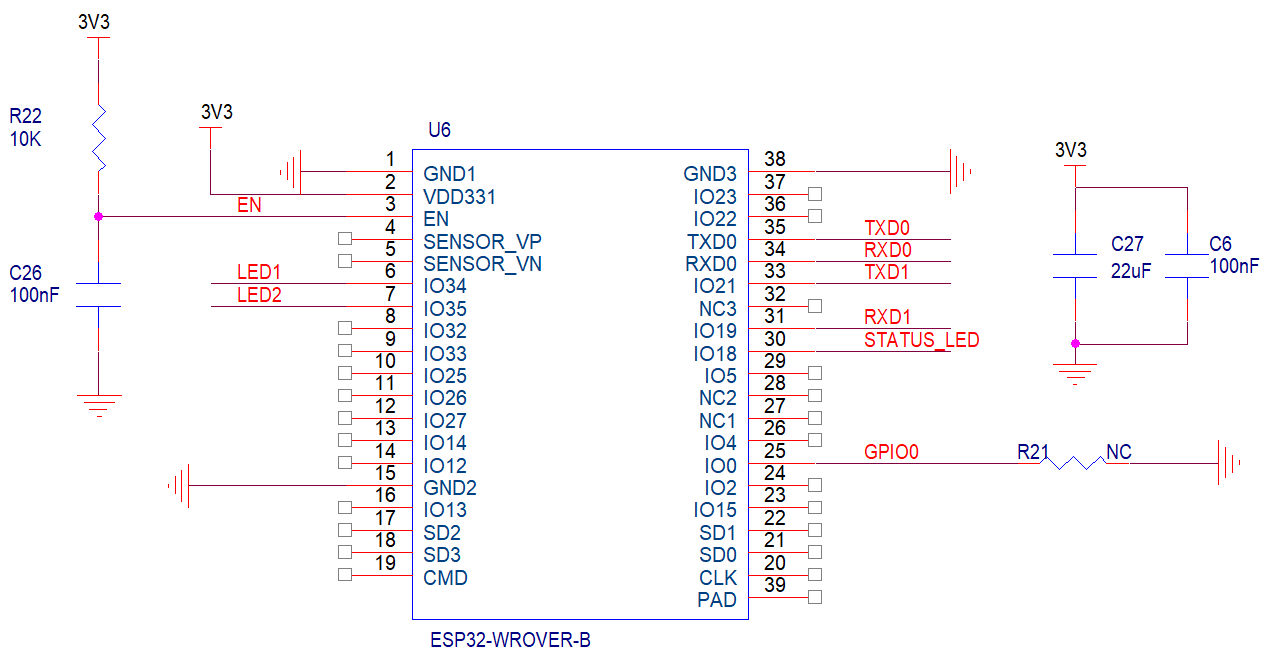 3V3
R22
10K
3V3
EN
C26
100nF
LED1
LED2
U6
1
GND1
2
VDD331
3
EN
4
SENSOR_VP
5
SENSOR_VN
6
IO34
7
IO35
8
IO32
9
IO33
10
IO25
11
IO26
12
IO27
13
IO14
14
IO12
15
GND2
16
IO13
17
SD2
18
SD3
19
CMD
38
GND3
37
IO23
36
IO22
35
TXD0
34
RXD0
33
IO21
32
NC3
31
IO19
30
IO18
29
IO5
28
NC2
27
NC1
26
IO4
25
IO0
24
IO2
23
IO15
22
SD1
21
SD0
20
CLK
39
PAD
ESP32-WROVER-B
TXD0
RXD0
TXD1
RXD1
STATUS_LED
GPIO0
R21 NC
3V3
C27
22uF
C6
100nF